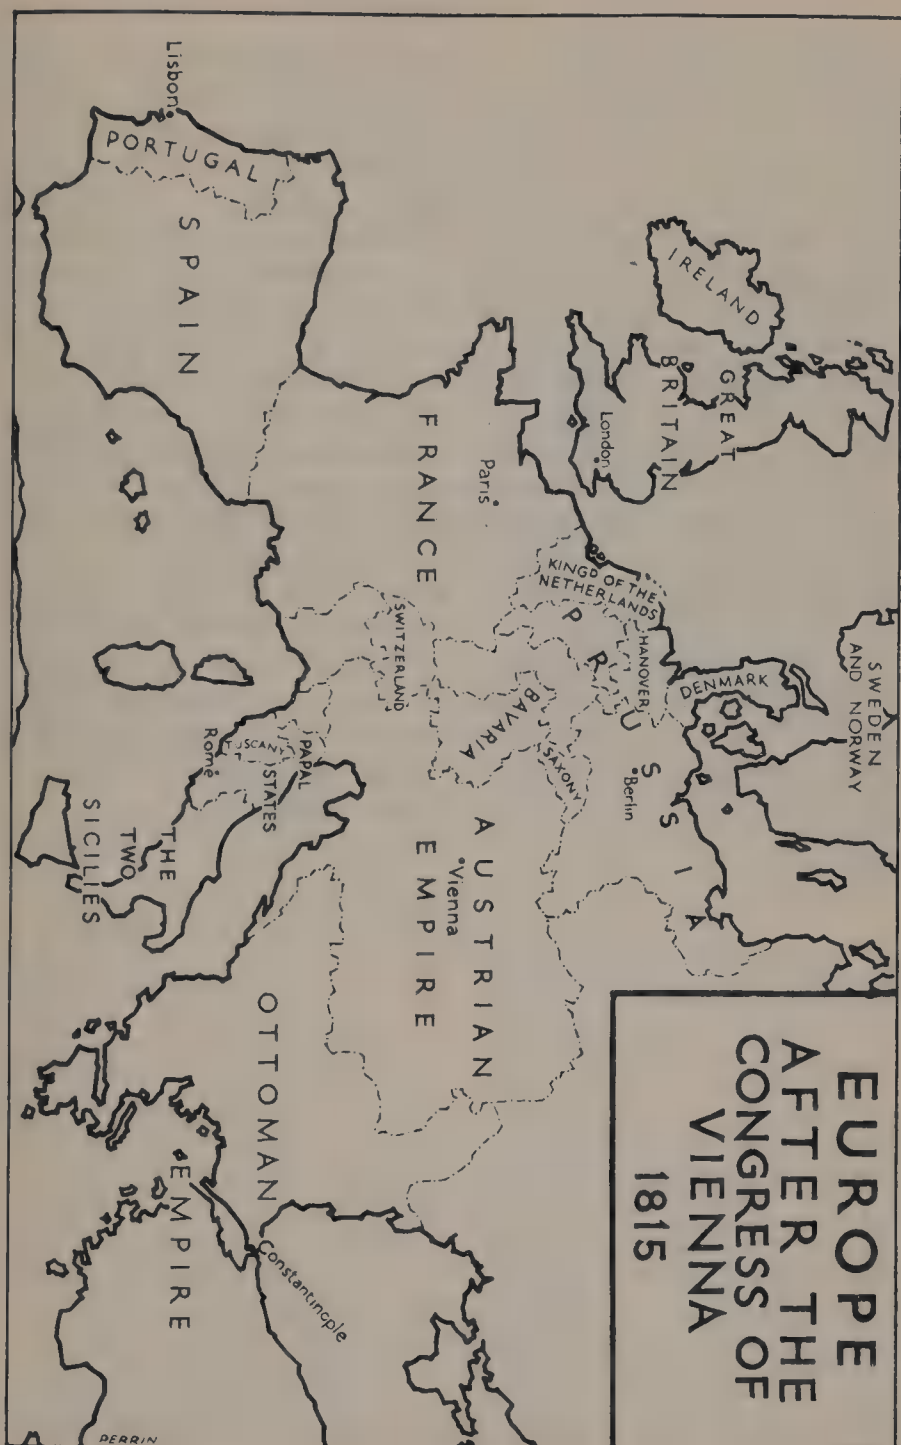 EUROPE
AFTER THE
CONGRESS OF
VIENNA
1815
SWEDEN
AND NORWAY
IRELAND
GREAT
BRITAIN
London
DENMARK
KINGD OF THE
NETHERLANDS
HANOVER
PRUSSIA
Berlin
SAXONY
BAVARIA
Paris
FRANCE
SWITZERLAND
AUSTRIAN
EMPIRE
Vienna
PORTUGAL
Lisbon
SPAIN
TUSCANY
PAPAL
STATES
Rome
THE
TWO
SICILIES
OTTOMAN
EMPIRE
Constantinople
PERRIN